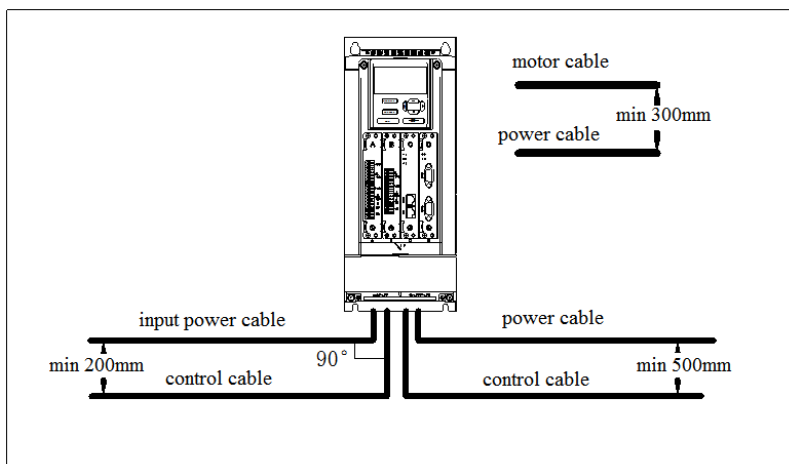 motor cable
min 300mm
power cable
A B C D
input power cable
power cable
90°
min 200mm
min 500mm
control cable
control cable